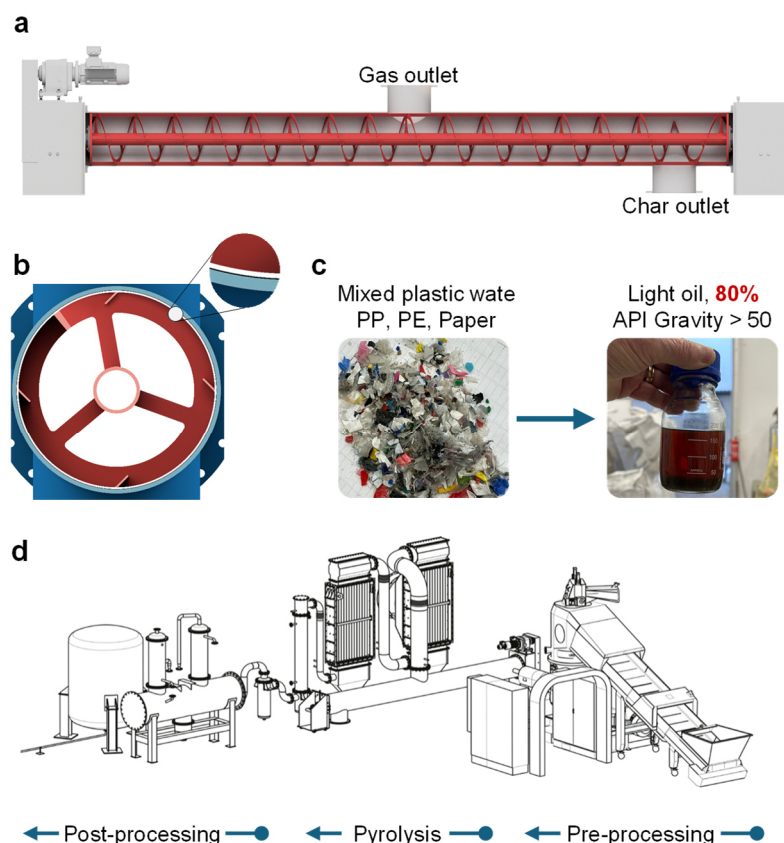 a
Gas outlet
Char outlet
b
c
Mixed plastic wate
PP, PE, Paper
Light oil, 80%
API Gravity > 50
d
Post-processing
Pyrolysis
Pre-processing